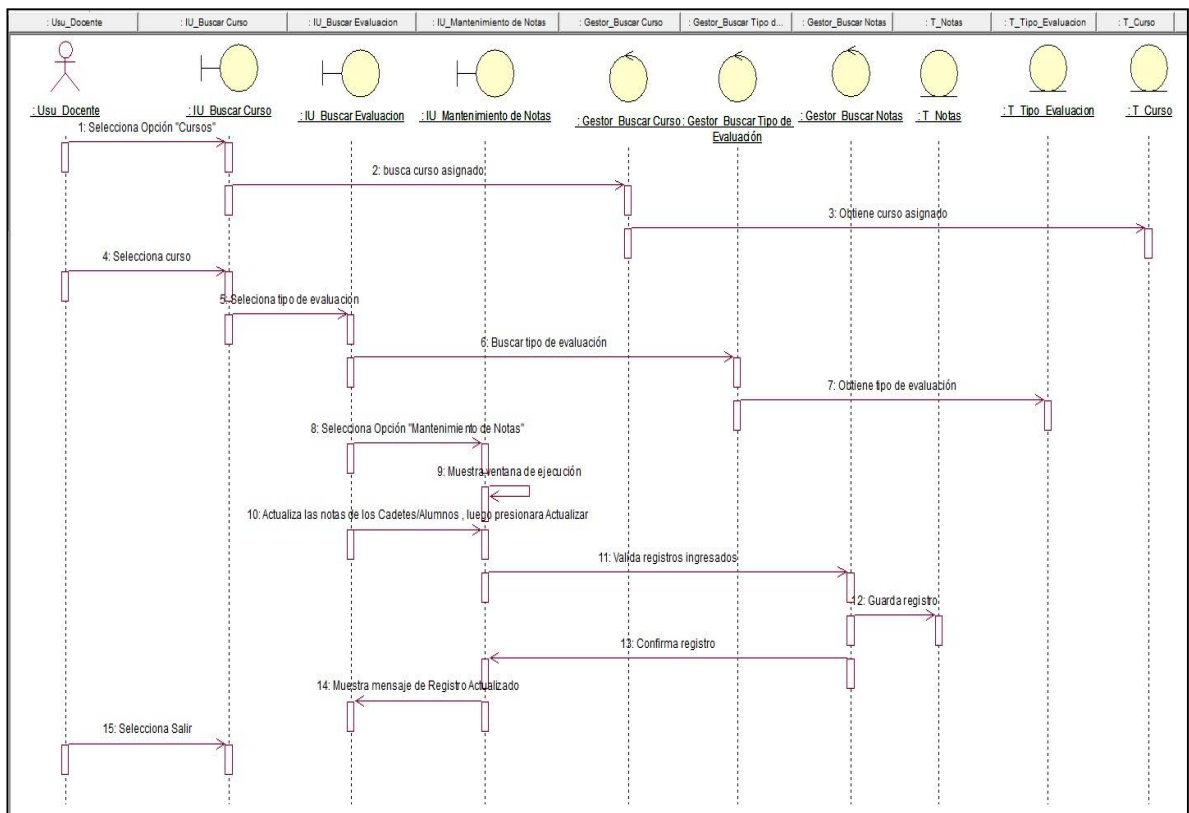 : Usu_Docente
: IU_Buscar Curso
: IU_Buscar Evaluacion
: IU_Mantenimiento de Notas
: Gestor_Buscar Curso
: Gestor_Buscar Tipo d...
: Gestor_Buscar Notas
: T_Notas
: T_Tipo_Evaluacion
: T_Curso
: Usu_Docente
: IU_Buscar Curso
: IU_Buscar Evaluacion
: IU_Mantenimiento de Notas
: Gestor_Buscar Curso
: Gestor_Buscar Tipo de
Evaluación
: Gestor_Buscar Notas
: T_Notas
: T_Tipo_Evaluacion
: T_Curso
1: Selecciona Opción "Cursos"
2: busca curso asignado
3: Obtiene curso asignado
4: Selecciona curso
5: Seleciona tipo de evaluación
6: Buscar tipo de evaluación
7: Obtiene tipo de evaluación
8: Selecciona Opción "Mantenimiento de Notas"
9: Muestra ventana de ejecución
10: Actualiza las notas de los Cadetes/Alumnos , luego presionara Actualizar
11: Valida registros ingresados
12: Guarda registro
13: Confirma registro
14: Muestra mensaje de Registro Actualizado
15: Selecciona Salir